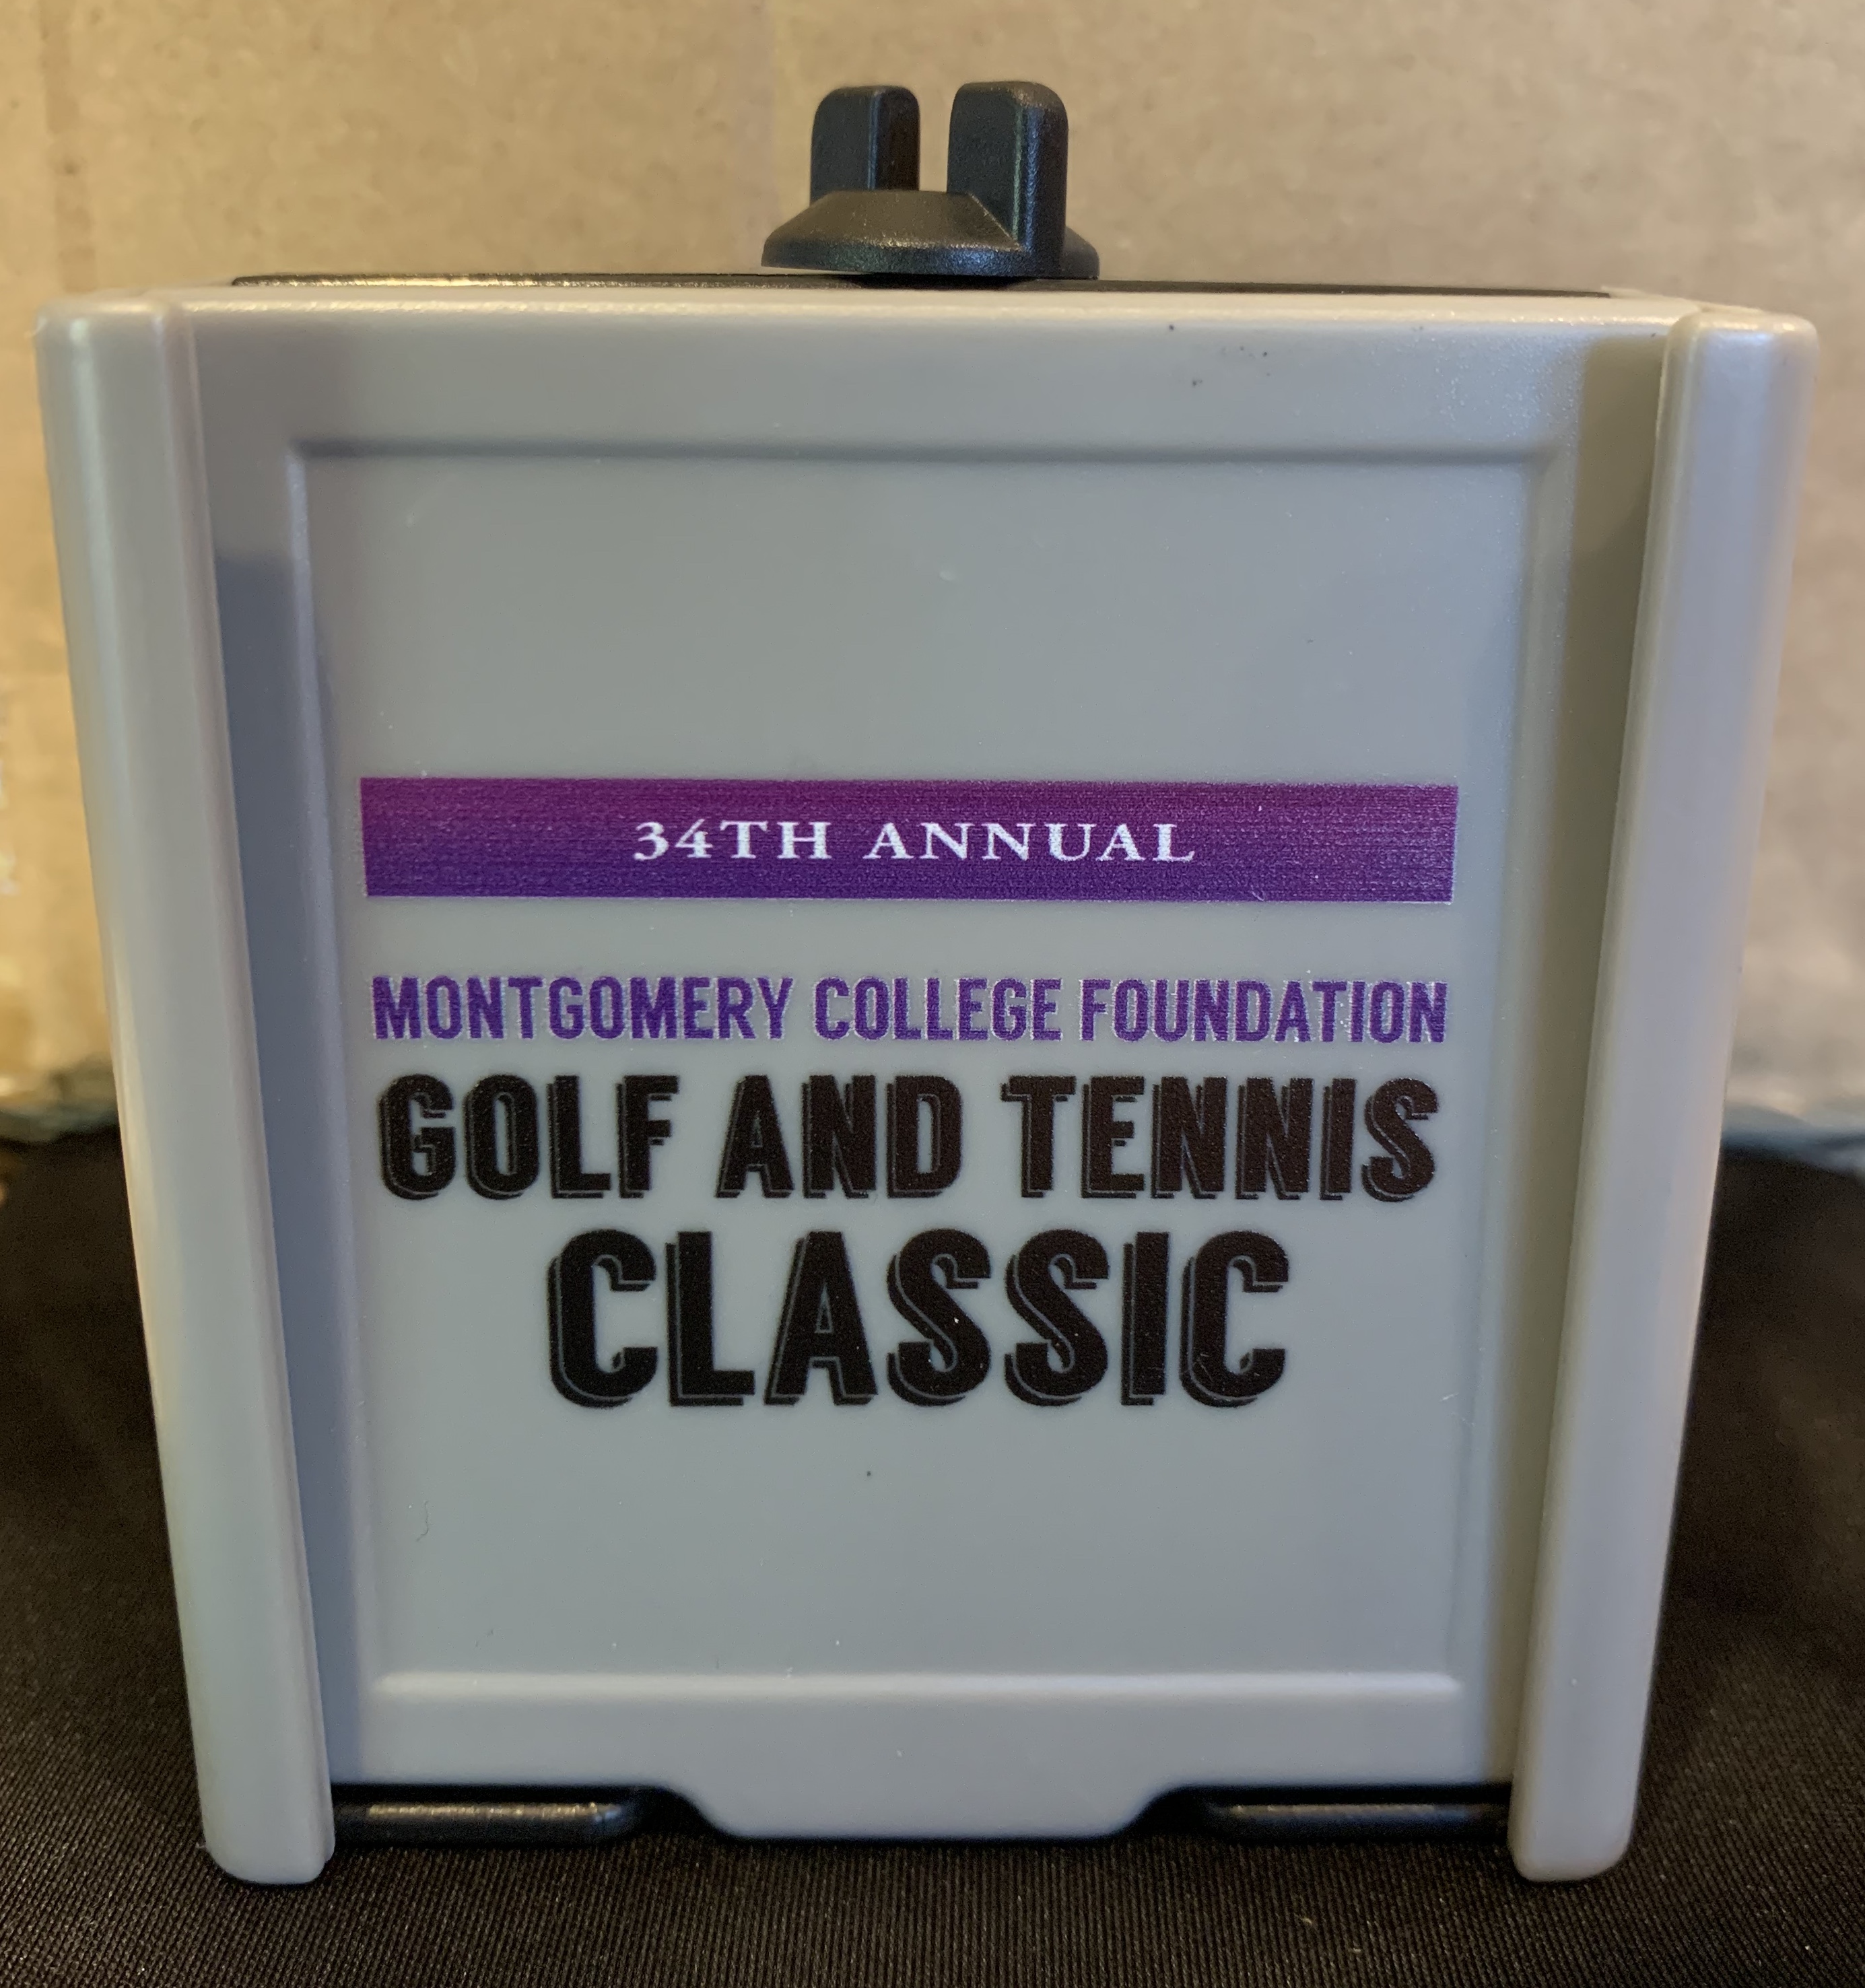 34TH ANNUAL
MONTGOMERY COLLEGE FOUNDATION
GOLF AND TENNIS
CLASSIC